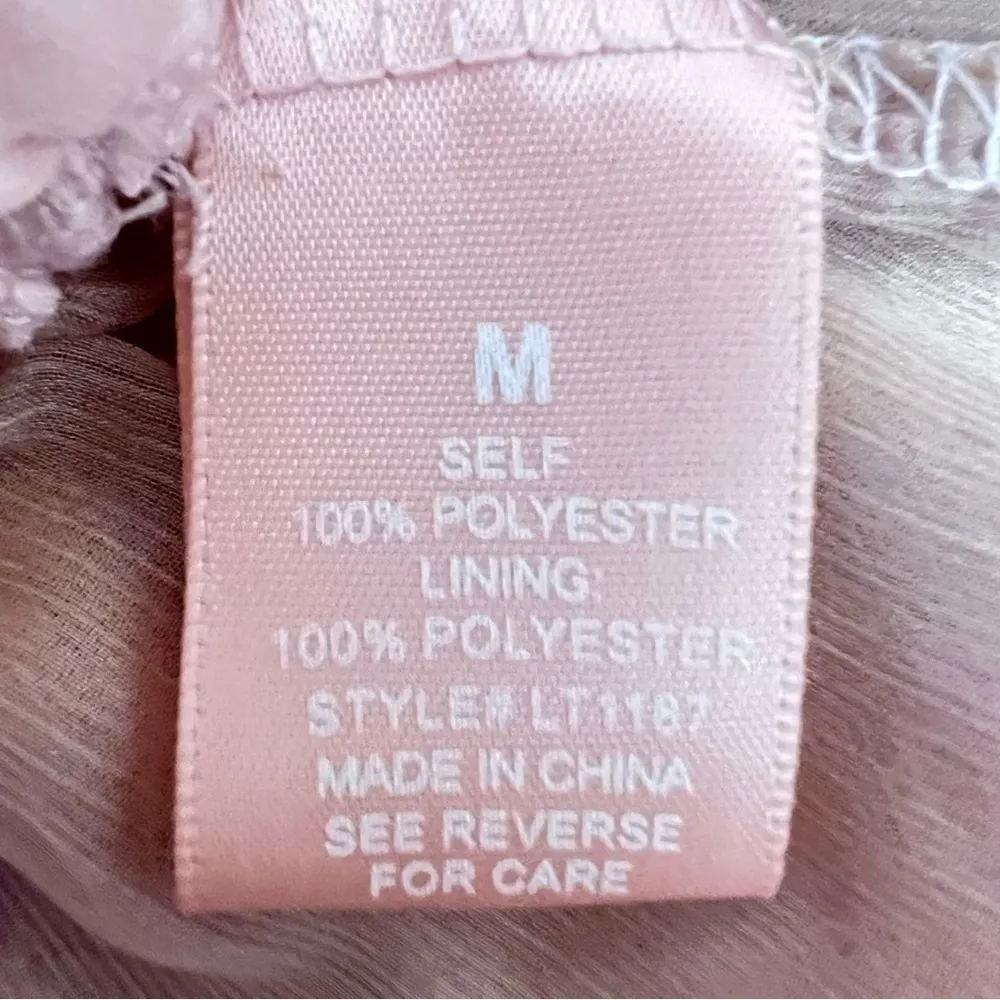 M
SELF
100% POLYESTER
LINING
100% POLYESTER
STYLE# LT1187
MADE IN CHINA
SEE REVERSE
FOR CARE